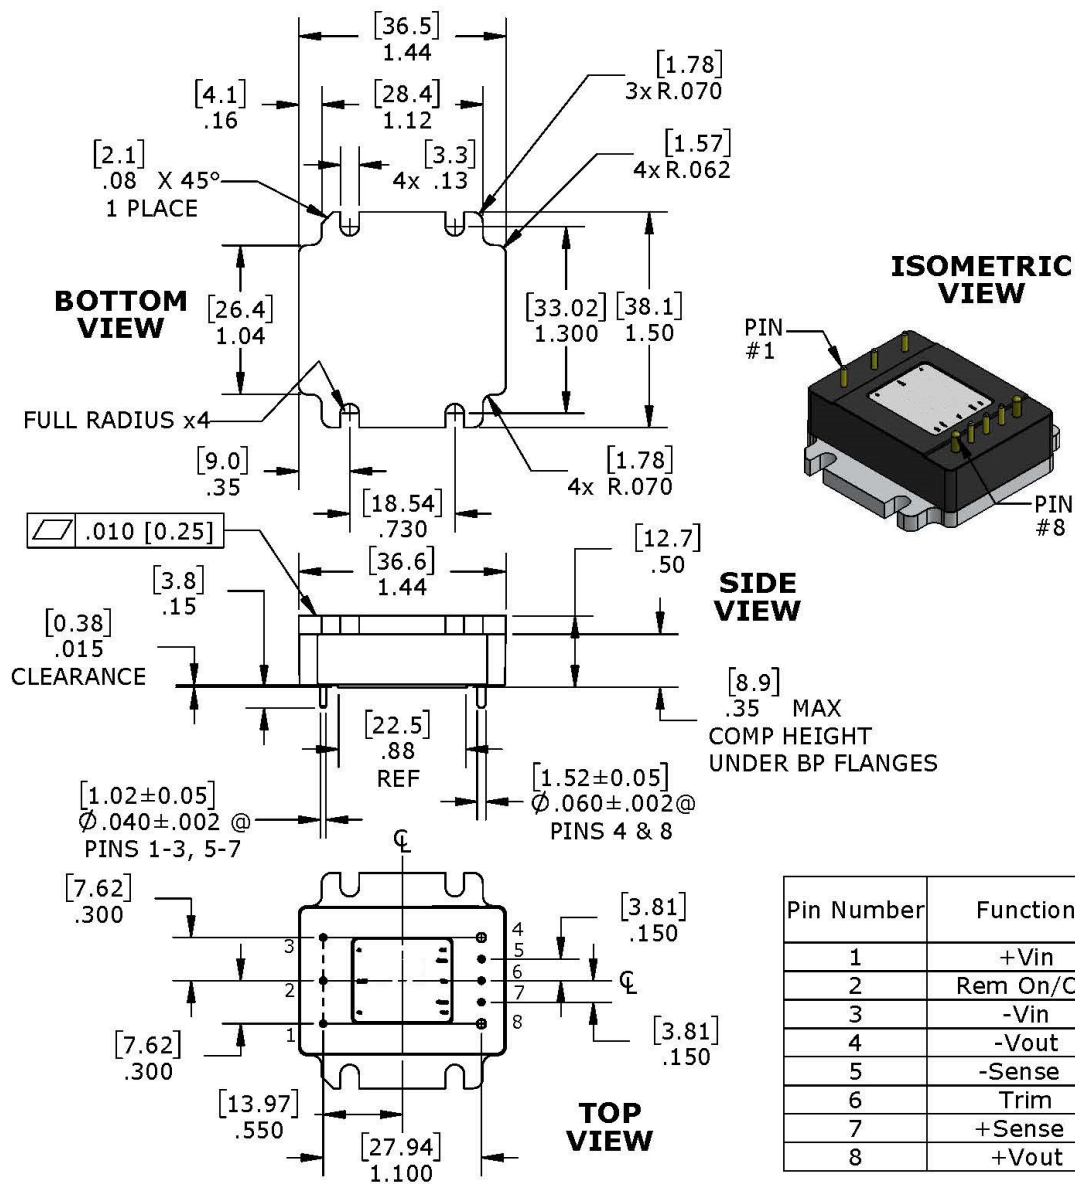 [36.5]
1.44
[4.1]
.16
[28.4]
1.12
[1.78]
3x R.070
[2.1]
.08 X 45°
1 PLACE
[3.3]
4x .13
[1.57]
4x R.062
BOTTOM
VIEW
[26.4]
1.04
[33.02]
1.300
[38.1]
1.50
ISOMETRIC
VIEW
PIN
#1
PIN
#8
FULL RADIUS x4
[9.0]
.35
[18.54]
.730
[1.78]
4x R.070
.010 [0.25]
[36.6]
1.44
[12.7]
.50
SIDE
VIEW
[3.8]
.15
[0.38]
.015
CLEARANCE
[22.5]
.88
REF
[8.9]
.35 MAX
COMP HEIGHT
UNDER BP FLANGES
[1.02±0.05]
Ø.040±.002 @
PINS 1-3, 5-7
[1.52±0.05]
Ø.060±.002@
PINS 4 & 8
℄
[7.62]
.300
[3.81]
.150
3
2
1
4
5
6
7
8
℄
[7.62]
.300
[3.81]
.150
[13.97]
.550
[27.94]
1.100
TOP
VIEW
Pin Number Function
1 +Vin
2 Rem On/O
3 -Vin
4 -Vout
5 -Sense
6 Trim
7 +Sense
8 +Vout